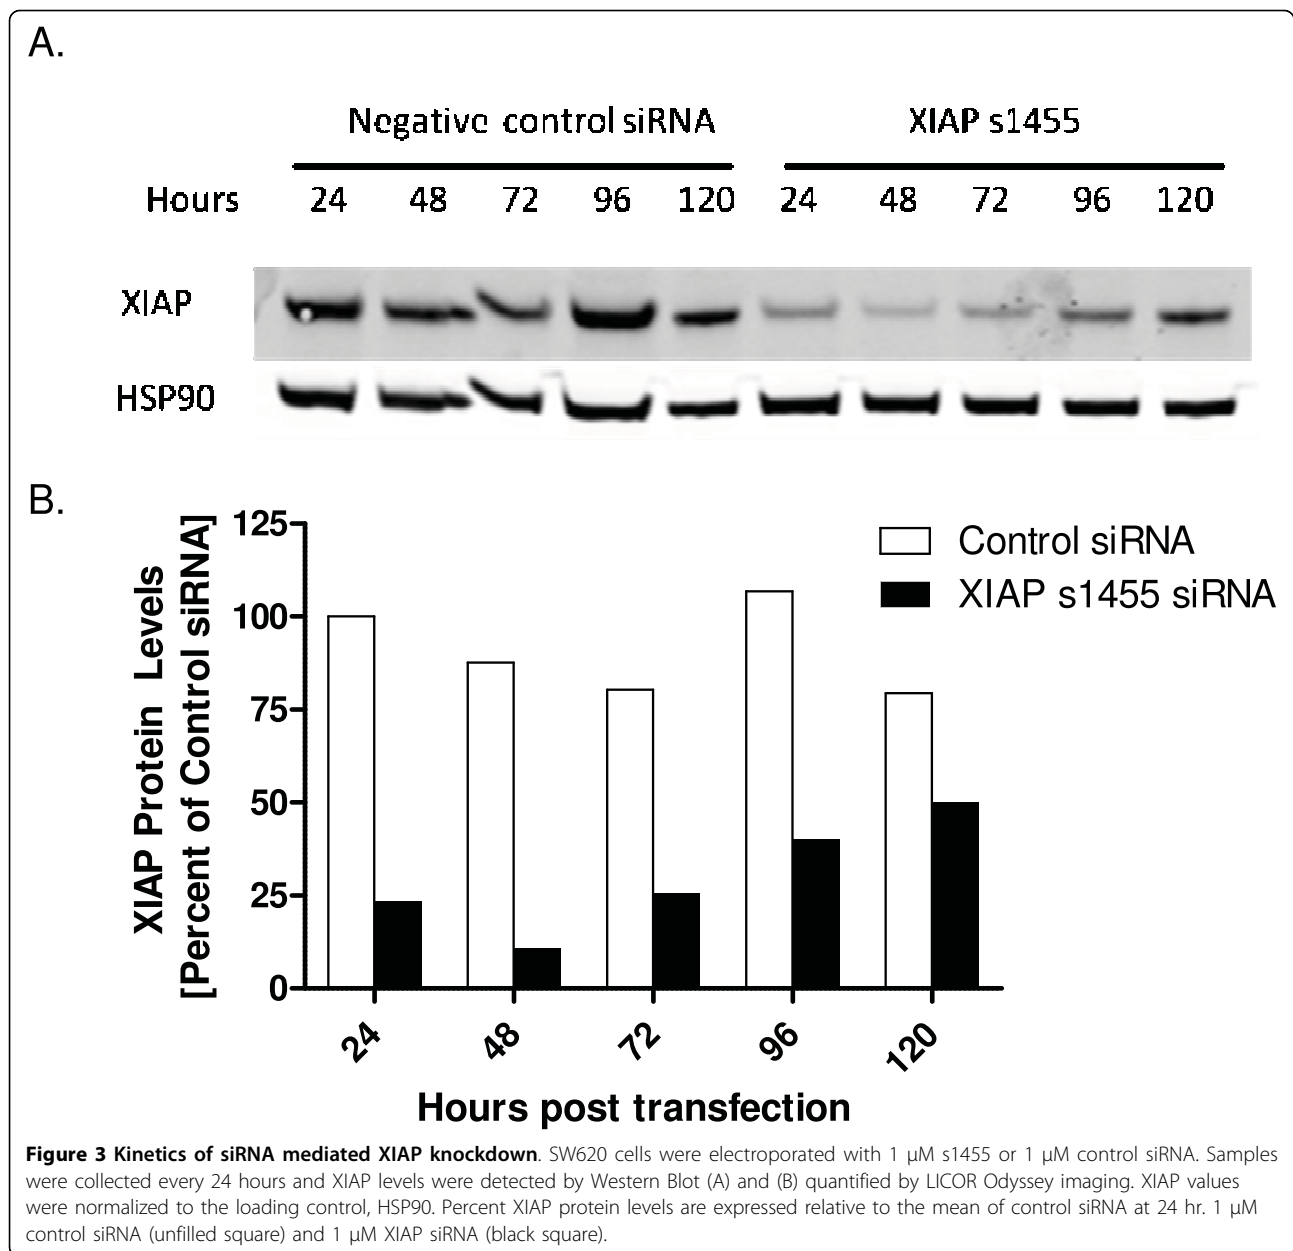 A.
Negative control siRNA XIAP s1455
Hours 24 48 72 96 120 24 48 72 96 120
XIAP
HSP90
B.
XIAP Protein Levels
[Percent of Control siRNA]
125
100
75
50
25
0
Control siRNA
XIAP s1455 siRNA
24 48 72 96 120
Hours post transfection
Figure 3 Kinetics of siRNA mediated XIAP knockdown. SW620 cells were electroporated with 1 μM s1455 or 1 μM control siRNA. Samples
were collected every 24 hours and XIAP levels were detected by Western Blot (A) and (B) quantified by LICOR Odyssey imaging. XIAP values
were normalized to the loading control, HSP90. Percent XIAP protein levels are expressed relative to the mean of control siRNA at 24 hr. 1 μM
control siRNA (unfilled square) and 1 μM XIAP siRNA (black square).